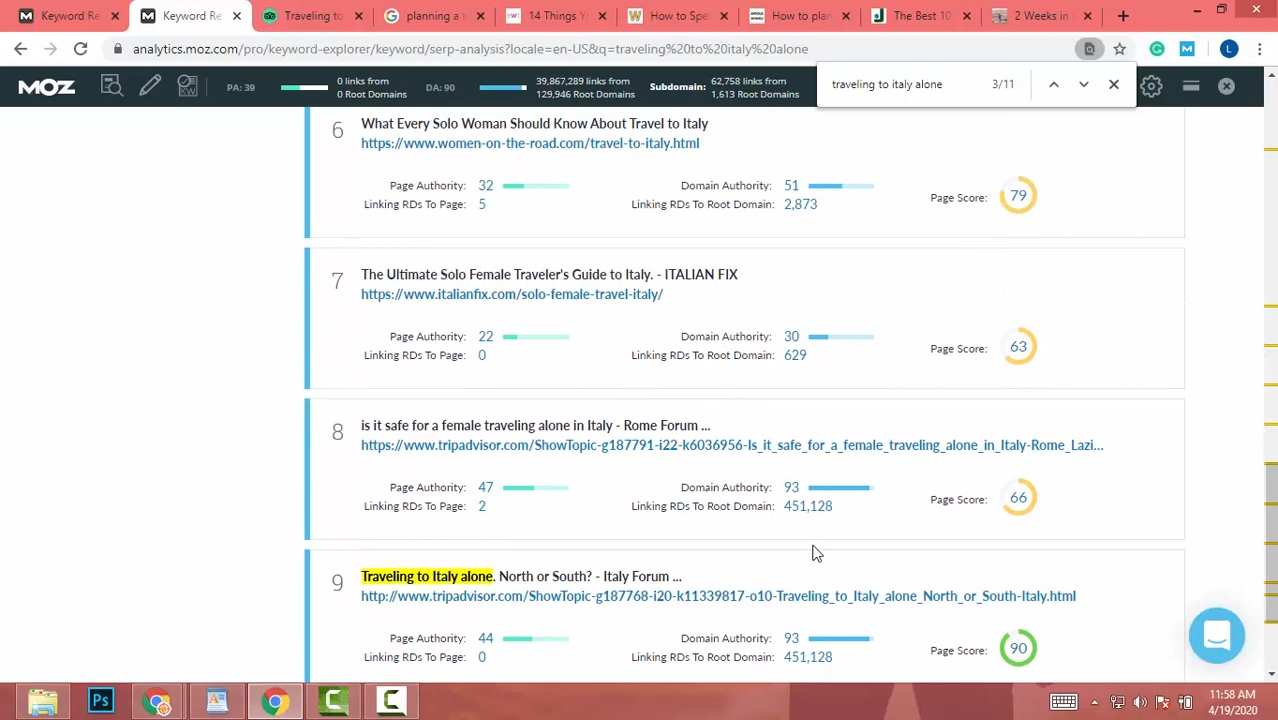 Keyword Re
Keyword Re
Traveling to
planning a t
14 Things Y
How to Spe
How to plan
The Best 10
2 Weeks in
analytics.moz.com/pro/keyword-explorer/keyword/serp-analysis?locale=en-US&q=traveling%20to%20italy%20alone
L
MOZ
PA: 39
0 links from
0 Root Domains
DA: 90
39,867,289 links from
129,946 Root Domains
Subdomain:
62,758 links from
1,613 Root Domains
traveling to italy alone 3/11
6
What Every Solo Woman Should Know About Travel to Italy
https://www.women-on-the-road.com/travel-to-italy.html
Page Authority: 32
Linking RDs To Page: 5
Domain Authority: 51
Linking RDs To Root Domain: 2,873
Page Score: 79
7
The Ultimate Solo Female Traveler's Guide to Italy. - ITALIAN FIX
https://www.italianfix.com/solo-female-travel-italy/
Page Authority: 22
Linking RDs To Page: 0
Domain Authority: 30
Linking RDs To Root Domain: 629
Page Score: 63
8
is it safe for a female traveling alone in Italy - Rome Forum ...
https://www.tripadvisor.com/ShowTopic-g187791-i22-k6036956-Is_it_safe_for_a_female_traveling_alone_in_Italy-Rome_Lazi...
Page Authority: 47
Linking RDs To Page: 2
Domain Authority: 93
Linking RDs To Root Domain: 451,128
Page Score: 66
9
Traveling to Italy alone. North or South? - Italy Forum ...
http://www.tripadvisor.com/ShowTopic-g187768-i20-k11339817-o10-Traveling_to_Italy_alone_North_or_South-Italy.html
Page Authority: 44
Linking RDs To Page: 0
Domain Authority: 93
Linking RDs To Root Domain: 451,128
Page Score: 90
Ps
11:58 AM
4/19/2020